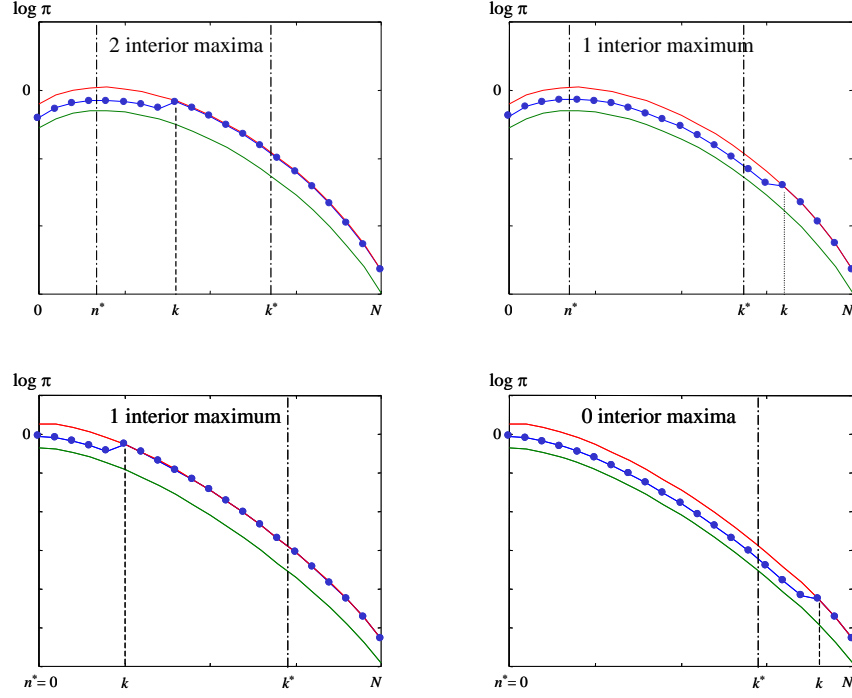 log π
2 interior maxima
0
0
n*
k
k*
N
log π
1 interior maximum
0
0
n*
k*
k
N
log π
1 interior maximum
0
n*= 0
k
k*
N
log π
0 interior maxima
0
n*= 0
k*
k
N